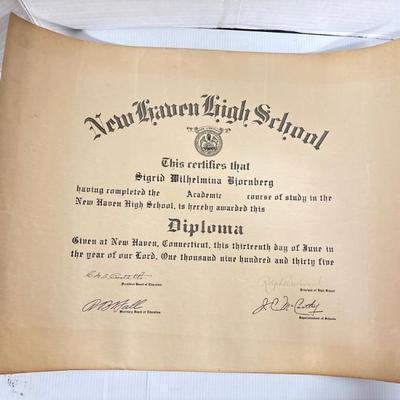 New Haven High School
This certifies that
Sigrid Wilhelmina Bjornberg
having completed the Academic course of study in the
New Haven High School, is hereby awarded this
Diploma
Given at New Haven, Connecticut, this thirteenth day of June in
the year of our Lord, One thousand nine hundred and thirty five
President Board of Education
Principal of High School
Secretary Board of Education
J.C. McCarthy
Superintendent of Schools